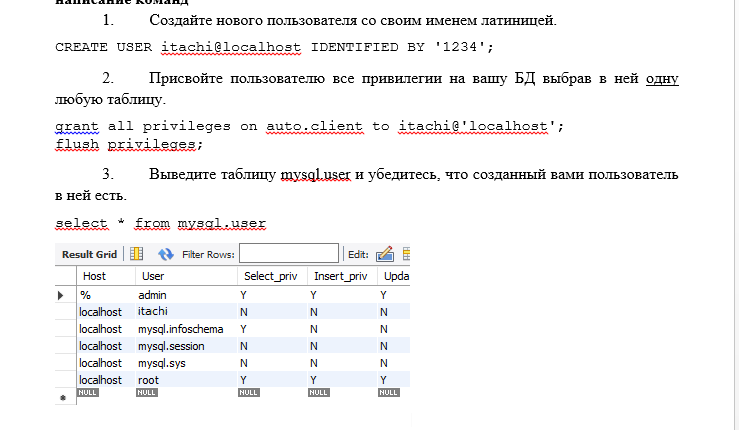 написание команд
1. Создайте нового пользователя со своим именем латиницей.
CREATE USER itachi@localhost IDENTIFIED BY '1234';
2. Присвойте пользователю все привилегии на вашу БД выбрав в ней одну
любую таблицу.
grant all privileges on auto.client to itachi@'localhost';
flush privileges;
3. Выведите таблицу mysql.user и убедитесь, что созданный вами пользователь
в ней есть.
select * from mysql.user
Result Grid Filter Rows: Edit:
Host User Select_priv Insert_priv Upda
% admin Y Y Y
localhost itachi N N N
localhost mysql.infoschema Y N N
localhost mysql.session N N N
localhost mysql.sys N N N
localhost root Y Y Y
NULL NULL NULL NULL NULL